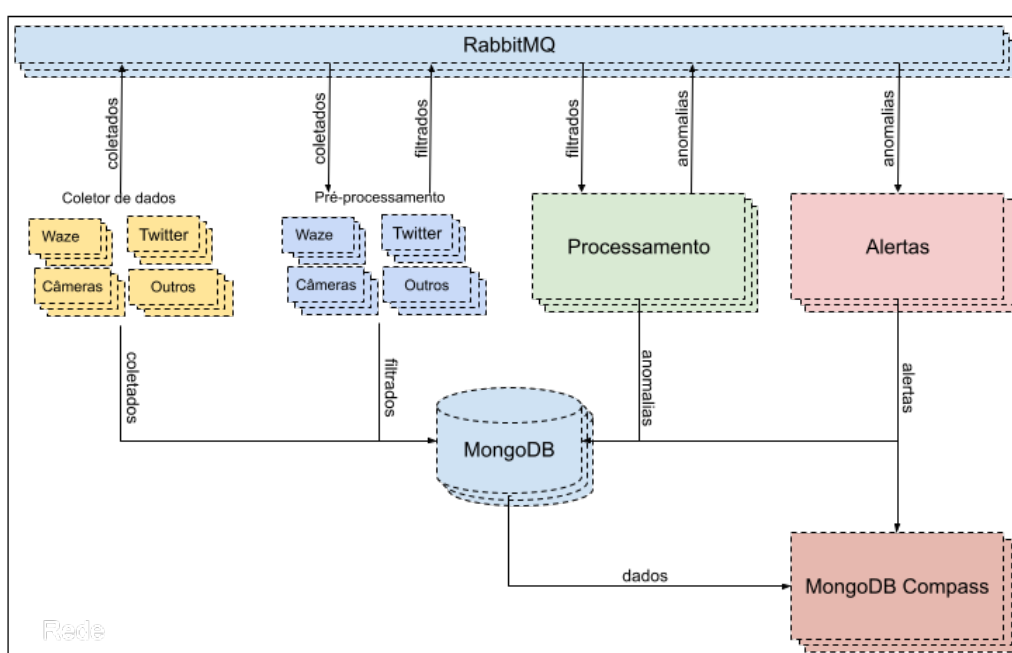 RabbitMQ
coletados
coletados
filtrados
filtrados
anomalias
anomalias
Coletor de dados
Pré-processamento
Waze
Twitter
Câmeras
Outros
Waze
Twitter
Câmeras
Outros
Processamento
Alertas
coletados
filtrados
anomalias
alertas
MongoDB
dados
MongoDB Compass
Rede